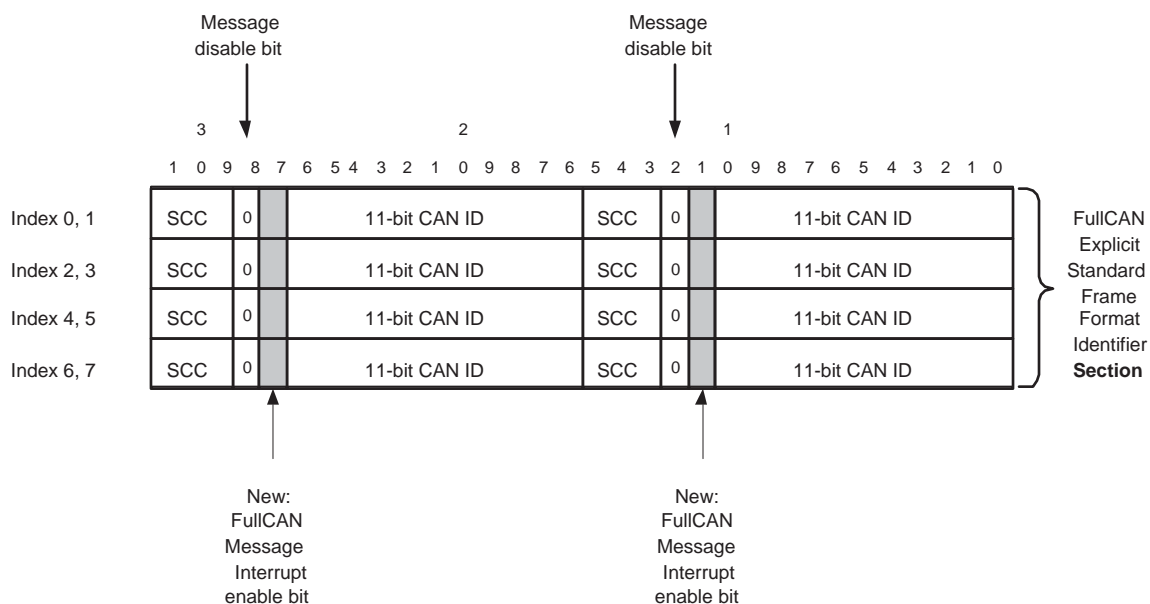 Message
disable bit
Message
disable bit
3 2 1
1 0 9 8 7 6 5 4 3 2 1 0 9 8 7 6 5 4 3 2 1 0 9 8 7 6 5 4 3 2 1 0
Index 0, 1 SCC 0 11-bit CAN ID SCC 0 11-bit CAN ID
Index 2, 3 SCC 0 11-bit CAN ID SCC 0 11-bit CAN ID
Index 4, 5 SCC 0 11-bit CAN ID SCC 0 11-bit CAN ID
Index 6, 7 SCC 0 11-bit CAN ID SCC 0 11-bit CAN ID
FullCAN
Explicit
Standard
Frame
Format
Identifier
Section
New:
FullCAN
Message
Interrupt
enable bit
New:
FullCAN
Message
Interrupt
enable bit